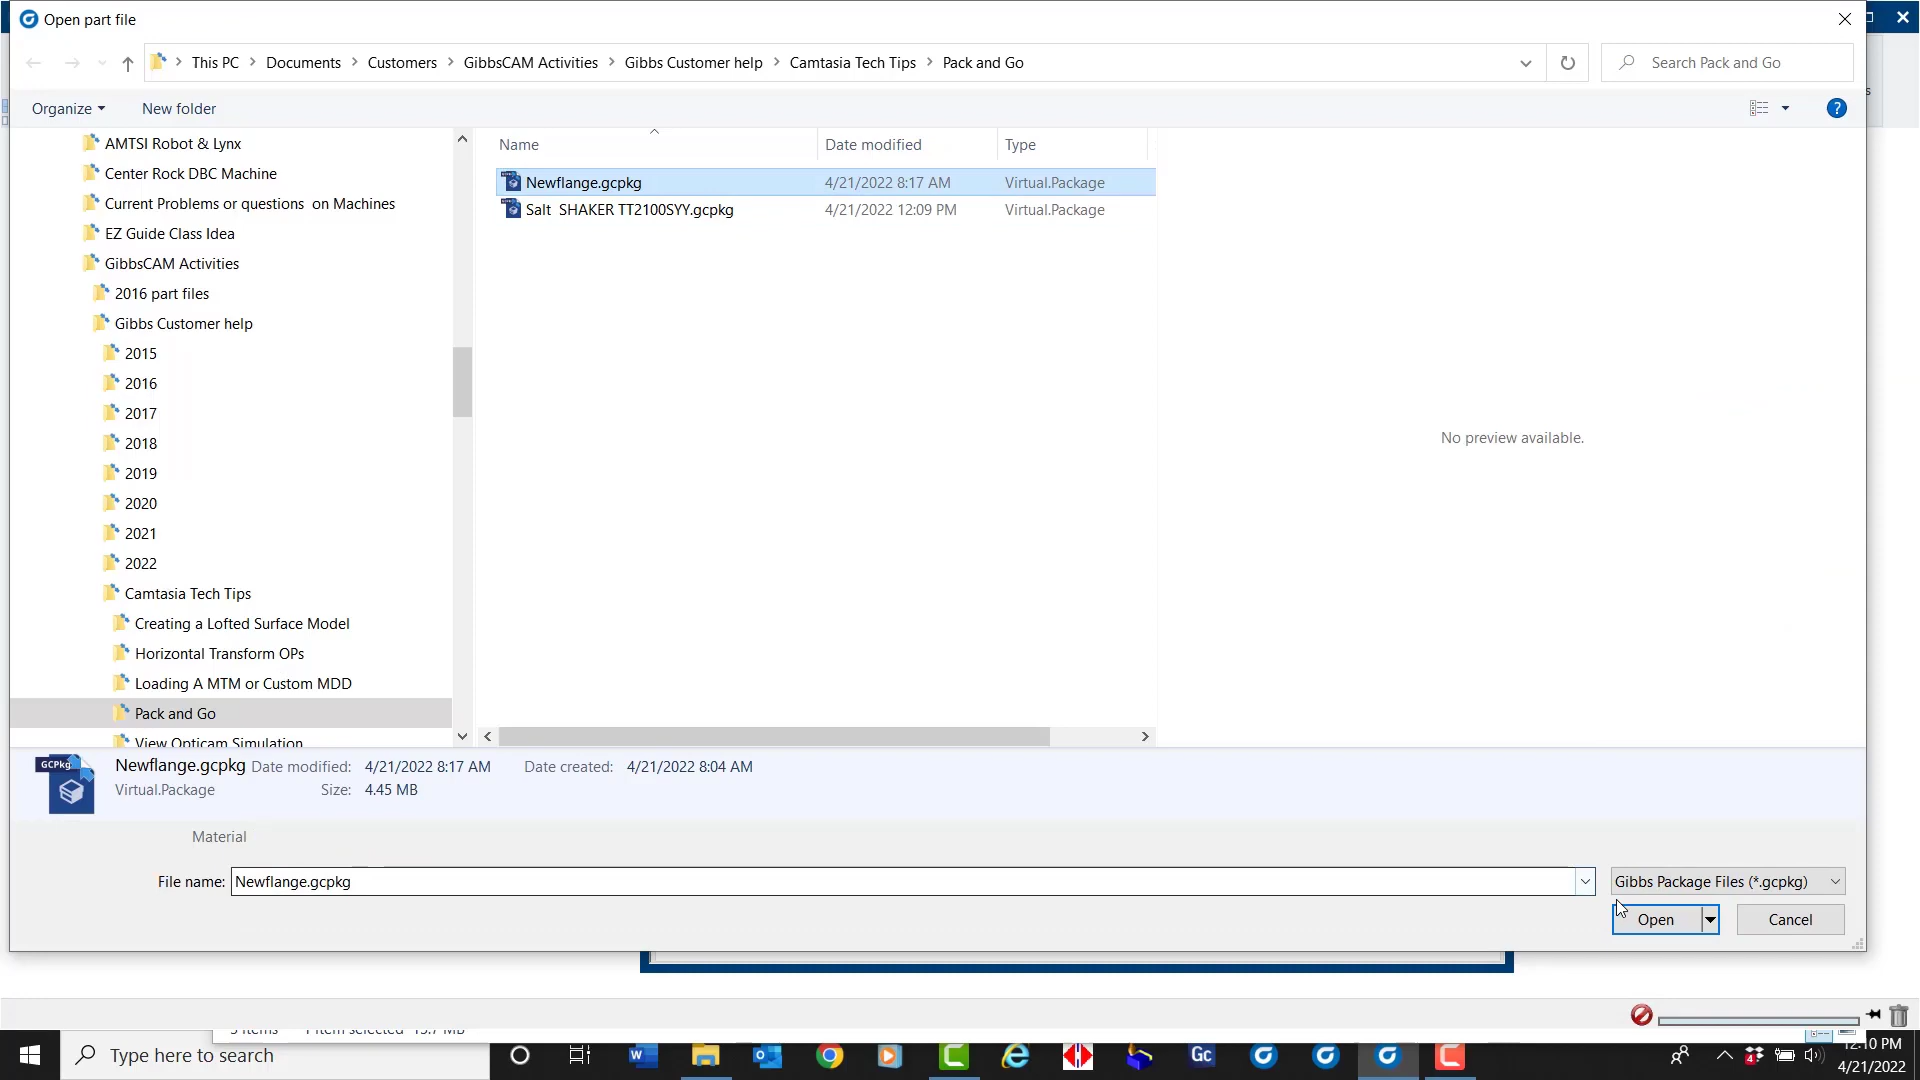 Open part file
This PC > Documents > Customers > GibbsCAM Activities > Gibbs Customer help > Camtasia Tech Tips > Pack and Go
Search Pack and Go
Organize
New folder
AMTSI Robot & Lynx
Center Rock DBC Machine
Current Problems or questions  on Machines
EZ Guide Class Idea
GibbsCAM Activities
2016 part files
Gibbs Customer help
2015
2016
2017
2018
2019
2020
2021
2022
Camtasia Tech Tips
Creating a Lofted Surface Model
Horizontal Transform OPs
Loading A MTM or Custom MDD
Pack and Go
View Opticam Simulation
Name Date modified Type
Newflange.gcpkg 4/21/2022 8:17 AM Virtual.Package
Salt  SHAKER TT2100SYY.gcpkg 4/21/2022 12:09 PM Virtual.Package
No preview available.
GCPkg
Newflange.gcpkg Date modified: 4/21/2022 8:17 AM Date created: 4/21/2022 8:04 AM
Virtual.Package Size: 4.45 MB
Material
File name: Newflange.gcpkg Gibbs Package Files (*.gcpkg)
Open Cancel
Type here to search
Gc
12:10 PM
4/21/2022